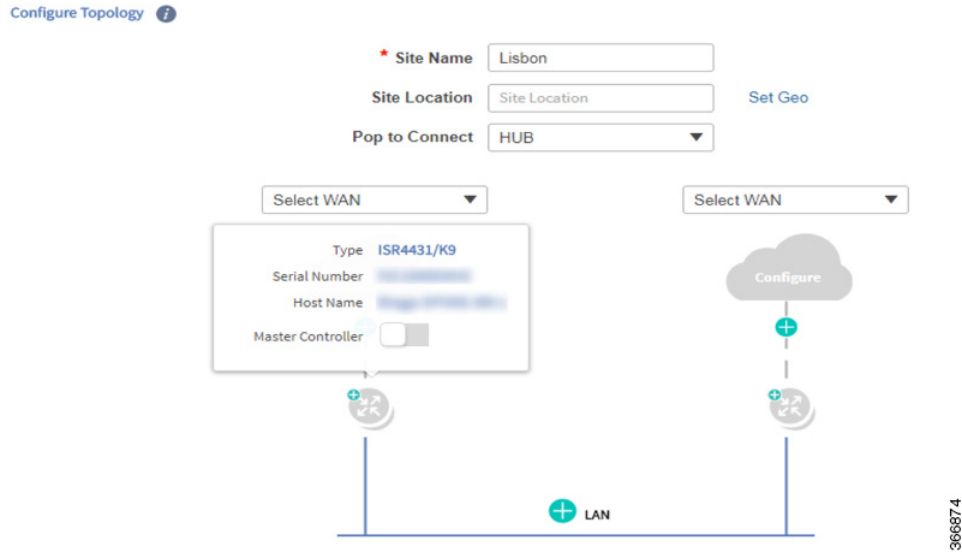 Configure Topology i
* Site Name Lisbon
Site Location Site Location Set Geo
Pop to Connect HUB
Select WAN Select WAN
Type ISR4431/K9
Serial Number
Host Name
Master Controller
Configure
LAN
366874